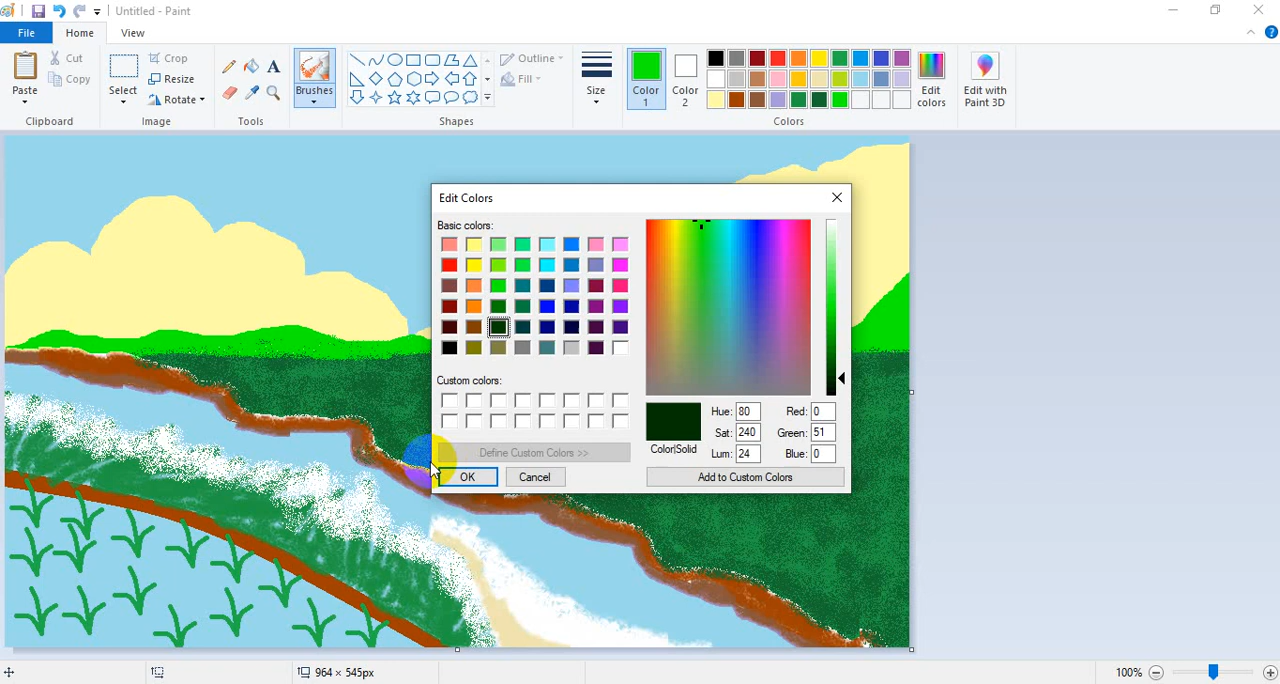 Untitled - Paint
File Home View
Paste
Cut
Copy
Clipboard
Select
Crop
Resize
Rotate
Image
A
Tools
Brushes
Shapes
Outline
Fill
Size
Color 1
Color 2
Edit colors
Colors
Edit with Paint 3D
Edit Colors
Basic colors:
Custom colors:
Define Custom Colors >>
OK Cancel
Color|Solid
Hue: 80 Red: 0
Sat: 240 Green: 51
Lum: 24 Blue: 0
Add to Custom Colors
964 × 545px 100%